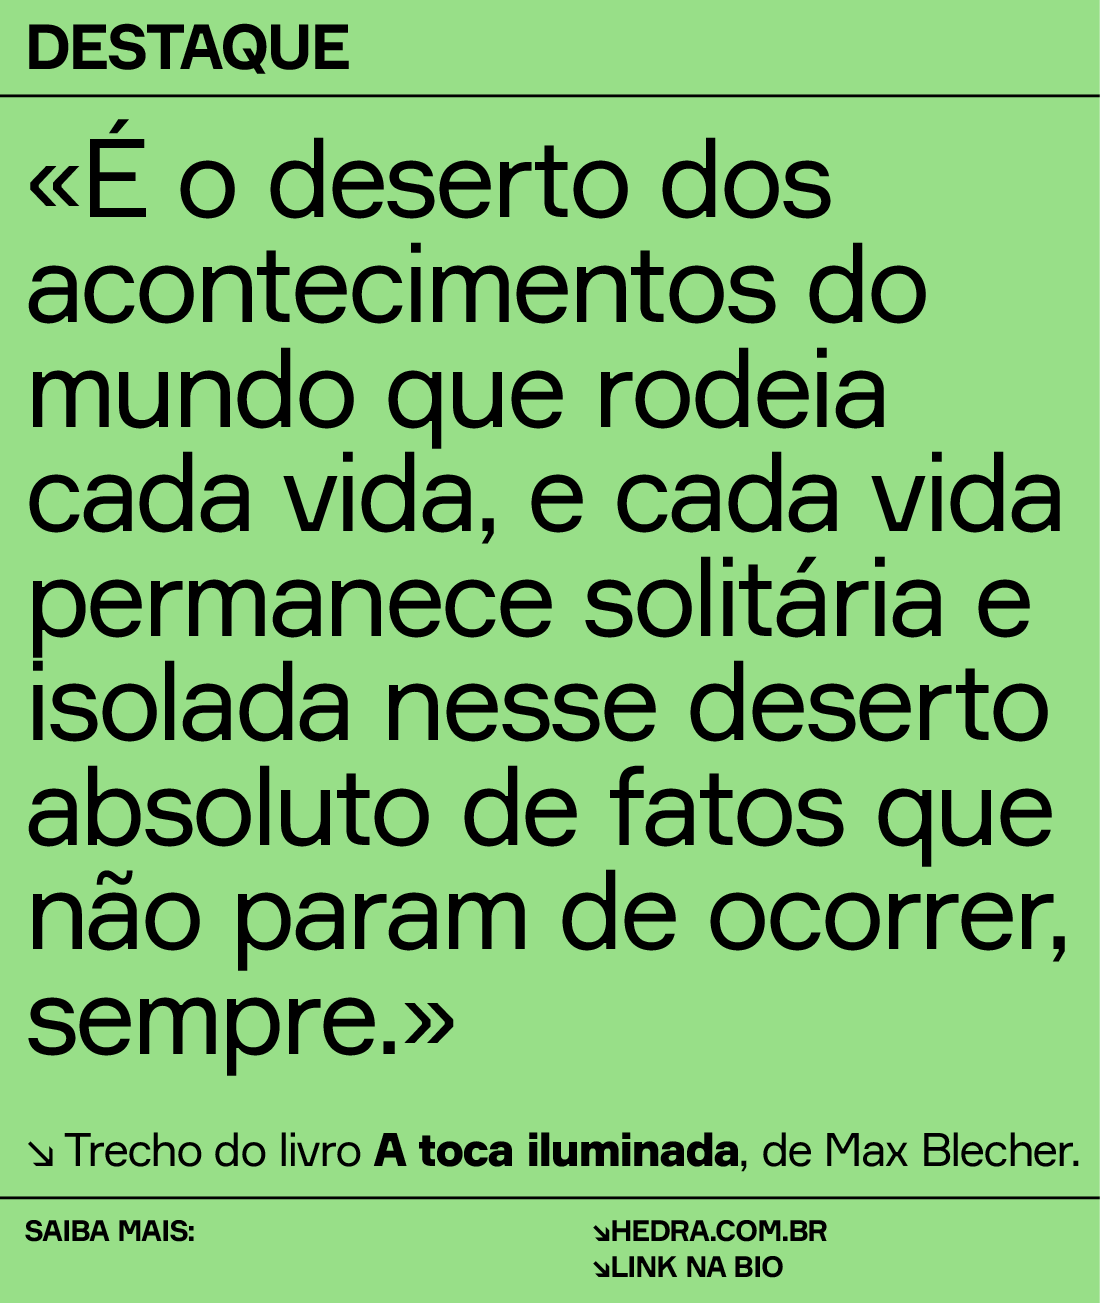 DESTAQUE
«É o deserto dos
acontecimentos do
mundo que rodeia
cada vida, e cada vida
permanece solitária e
isolada nesse deserto
absoluto de fatos que
não param de ocorrer,
sempre.»
↘ Trecho do livro A toca iluminada, de Max Blecher.
SAIBA MAIS:
↘HEDRA.COM.BR
↘LINK NA BIO